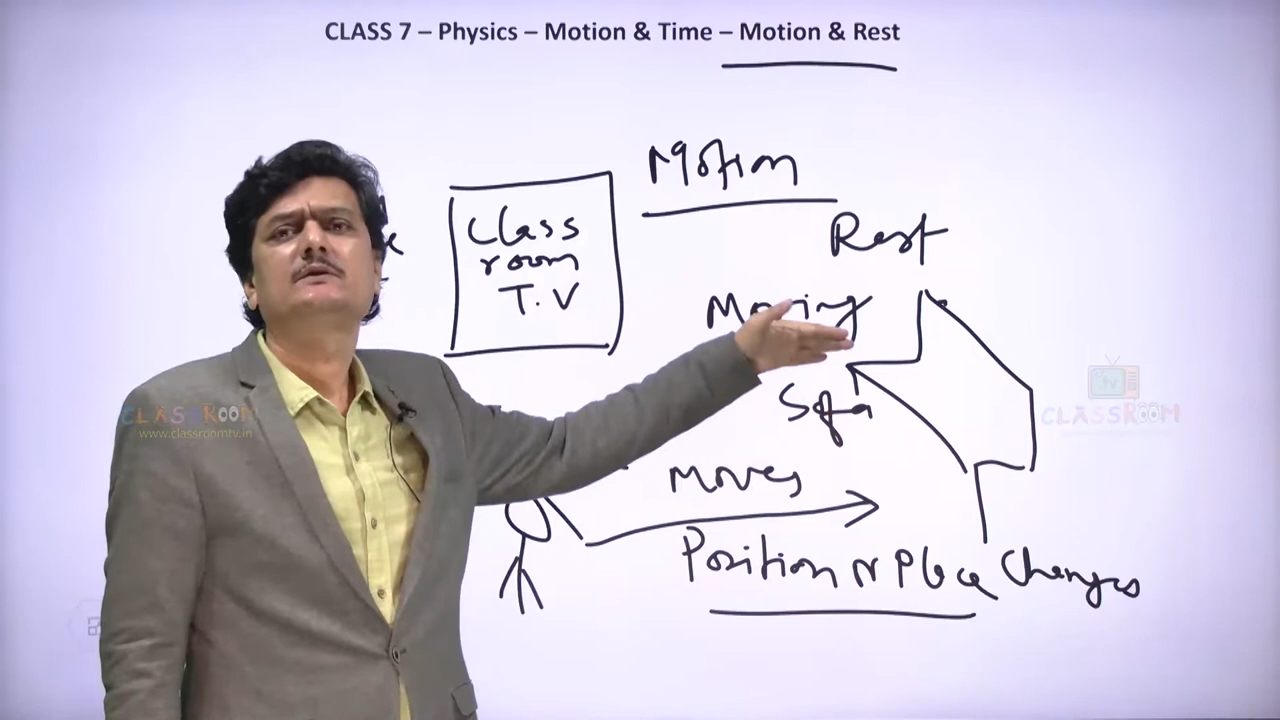 CLASS 7 – Physics – Motion & Time – Motion & Rest
Motion
Class
room
T.V
Rest
Moving
Sofa
Moves
Position or Place Changes
CLASSROOM
www.classroomtv.in
tv
CLASSROOM